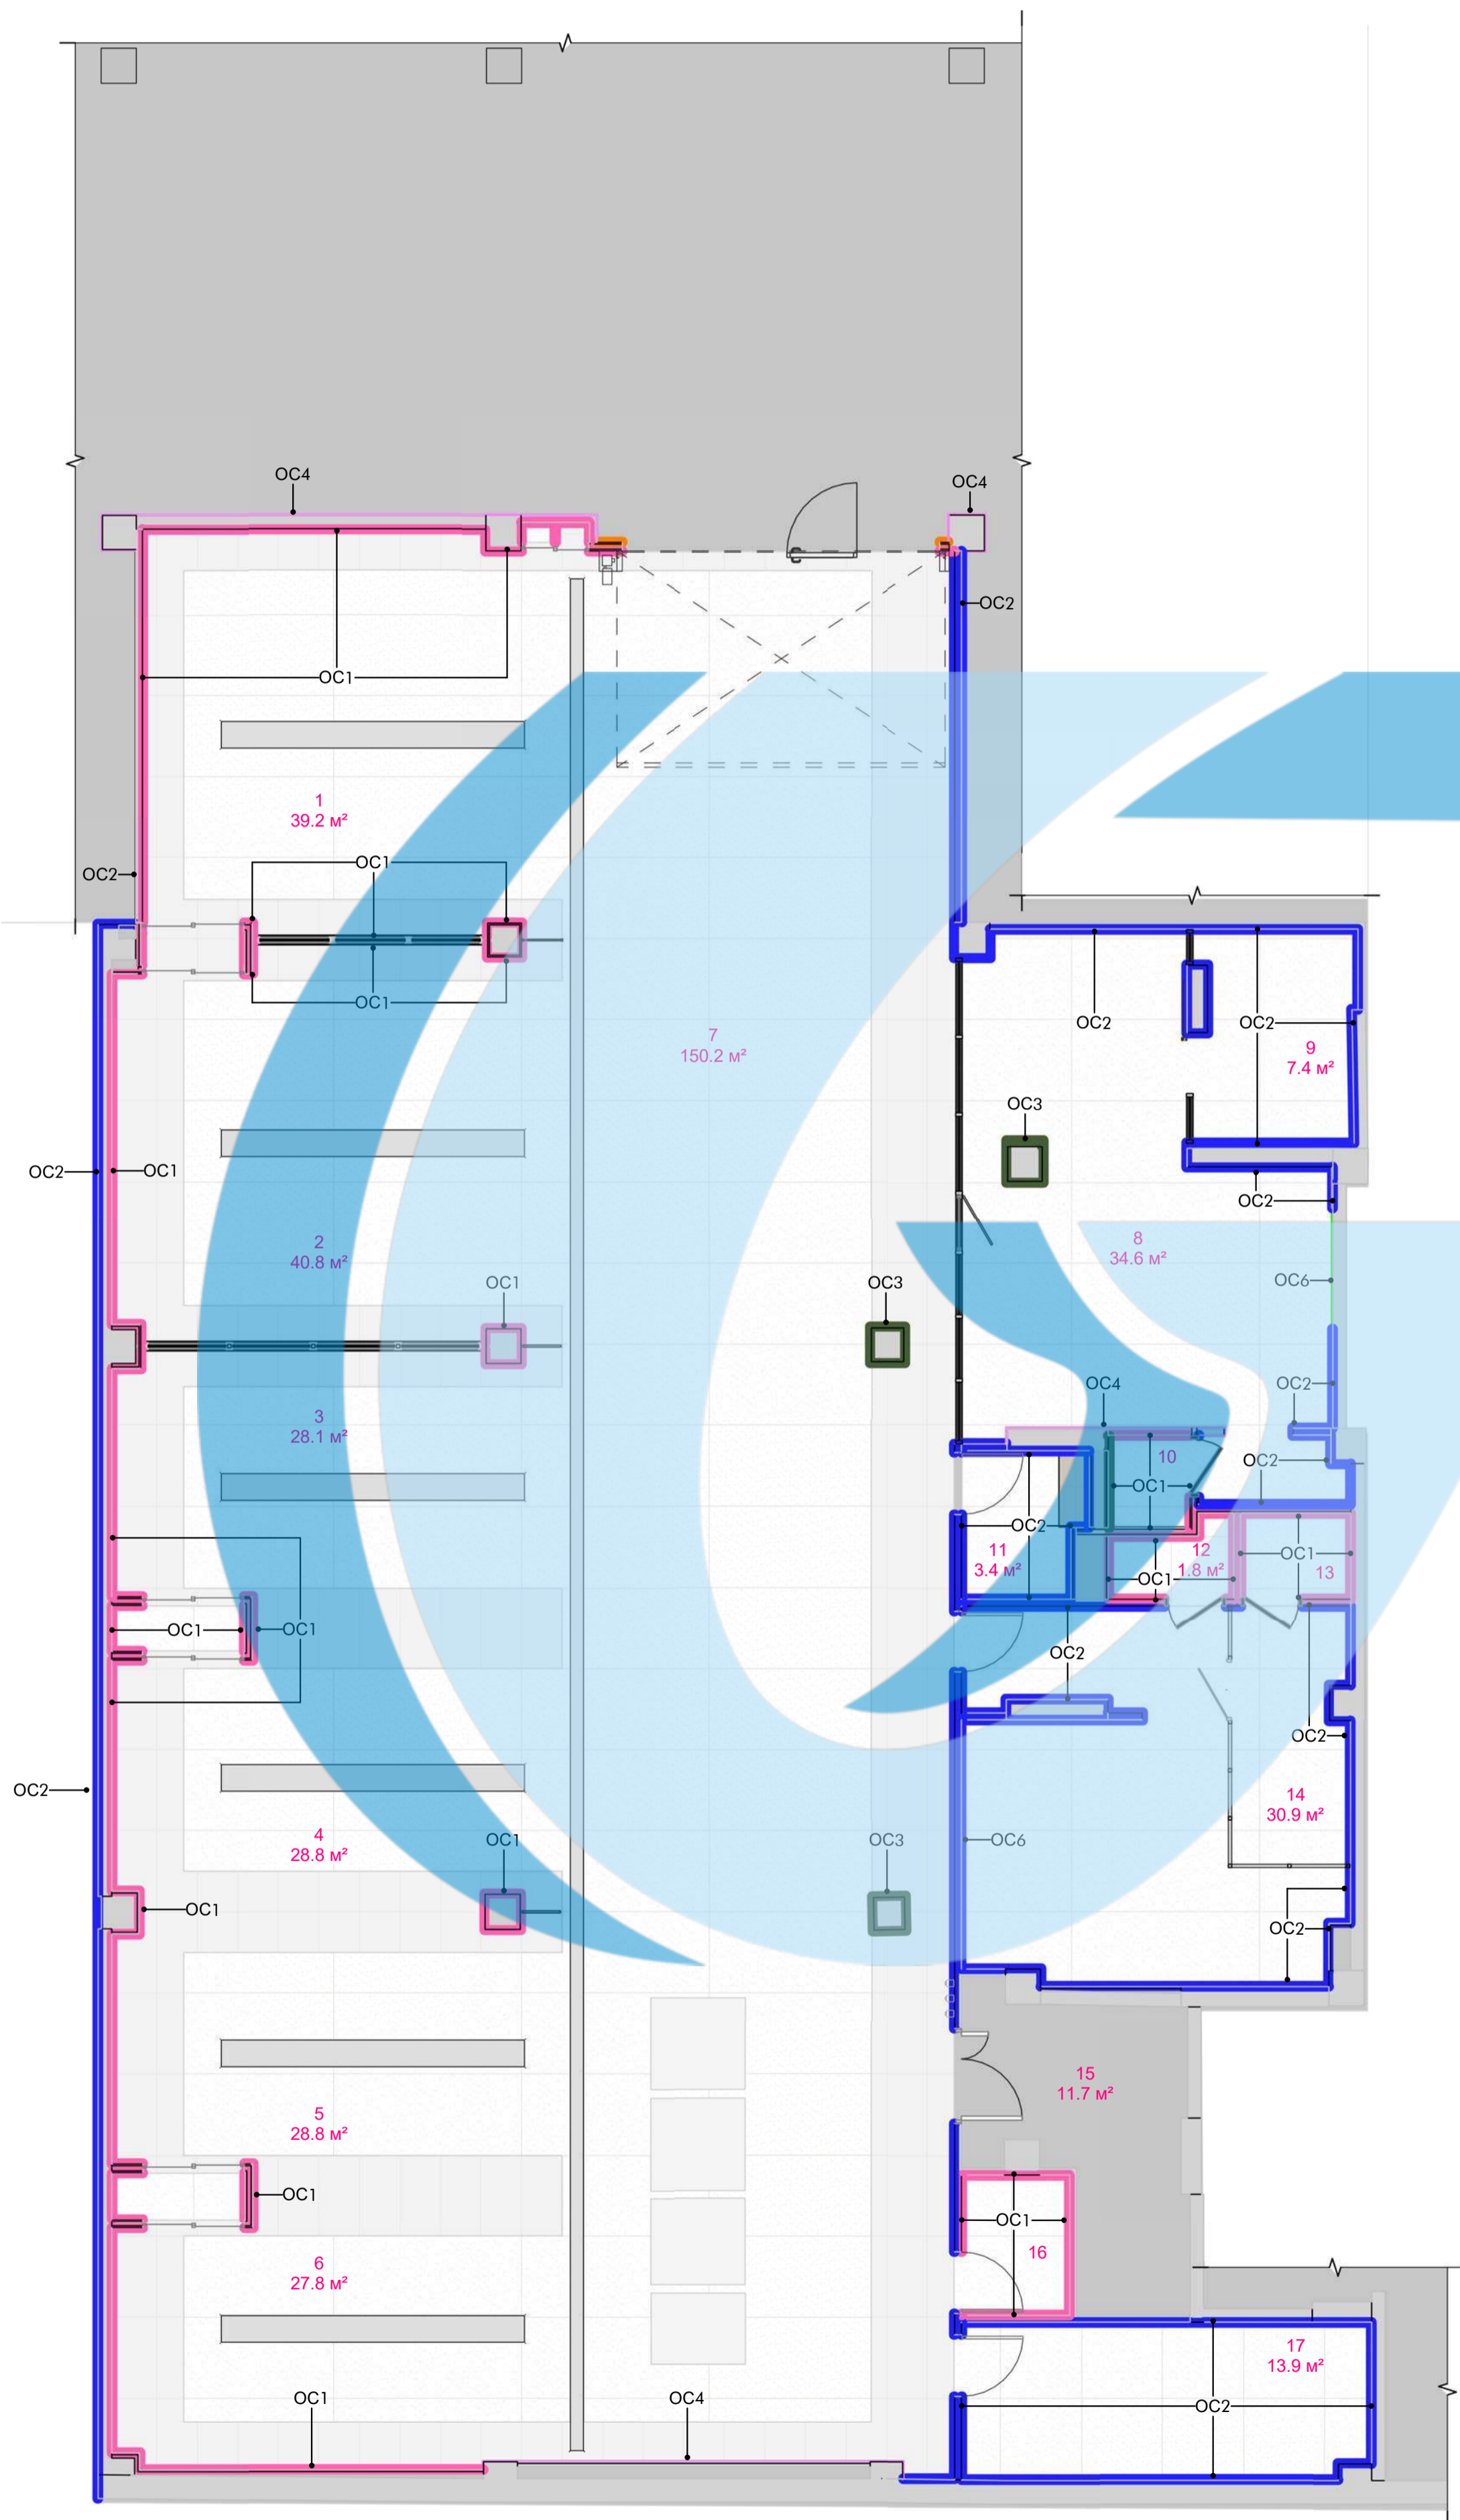 ОС4
ОС4
ОС2
ОС1
1
39.2 м²
ОС1
ОС2
ОС1
ОС2
ОС2
7
150.2 м²
9
7.4 м²
ОС3
ОС2
ОС1
ОС2
2
40.8 м²
8
34.6 м²
ОС1
ОС3
ОС6
ОС4
ОС2
3
28.1 м²
10
ОС2
ОС1
ОС2
11
3.4 м²
12
1.8 м²
ОС1
13
ОС1
ОС1
ОС1
ОС2
ОС2
ОС2
14
30.9 м²
4
28.8 м²
ОС1
ОС3
ОС6
ОС1
ОС2
15
11.7 м²
5
28.8 м²
ОС1
ОС1
16
6
27.8 м²
17
13.9 м²
ОС1
ОС4
ОС2